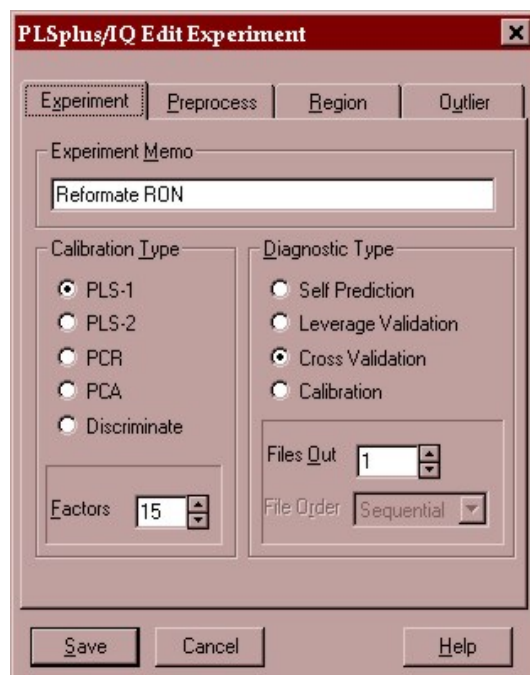 PLSplus/IQ Edit Experiment
Experiment Preprocess Region Outlier
Experiment Memo
Reformate RON
Calibration Type
PLS-1
PLS-2
PCR
PCA
Discriminate
Factors 15
Diagnostic Type
Self Prediction
Leverage Validation
Cross Validation
Calibration
Files Out 1
File Order Sequential
Save Cancel Help